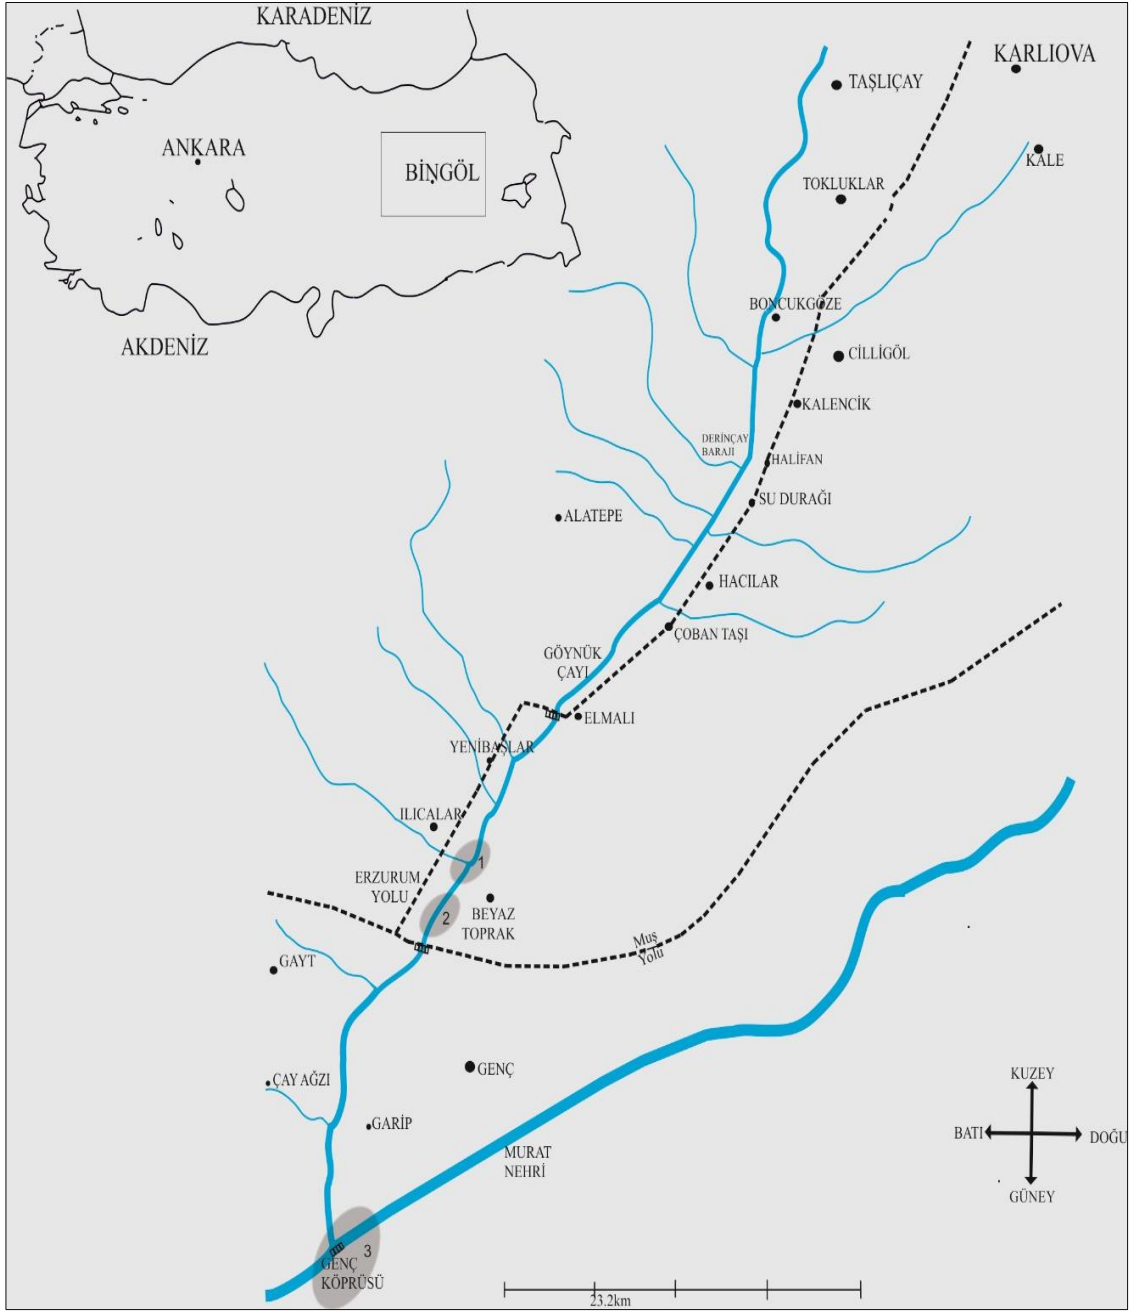 KARADENİZ
ANKARA
BİNGÖL
AKDENİZ
KARLIOVA
TAŞLIÇAY
KALE
TOKLUKLAR
BONCUKGÖZE
CİLLİGÖL
KALENCİK
DERİNÇAY
BARAJI
HALİFAN
SU DURAĞI
ALATEPE
HACILAR
ÇOBAN TAŞI
GÖYNÜK
ÇAYI
ELMALI
YENİBAŞLAR
ILICALAR
1
ERZURUM
YOLU
2
BEYAZ
TOPRAK
Muş
Yolu
GAYT
GENÇ
ÇAY AĞZI
GARİP
MURAT
NEHRİ
KUZEY
BATI
DOĞU
GÜNEY
3
GENÇ
KÖPRÜSÜ
23.2km